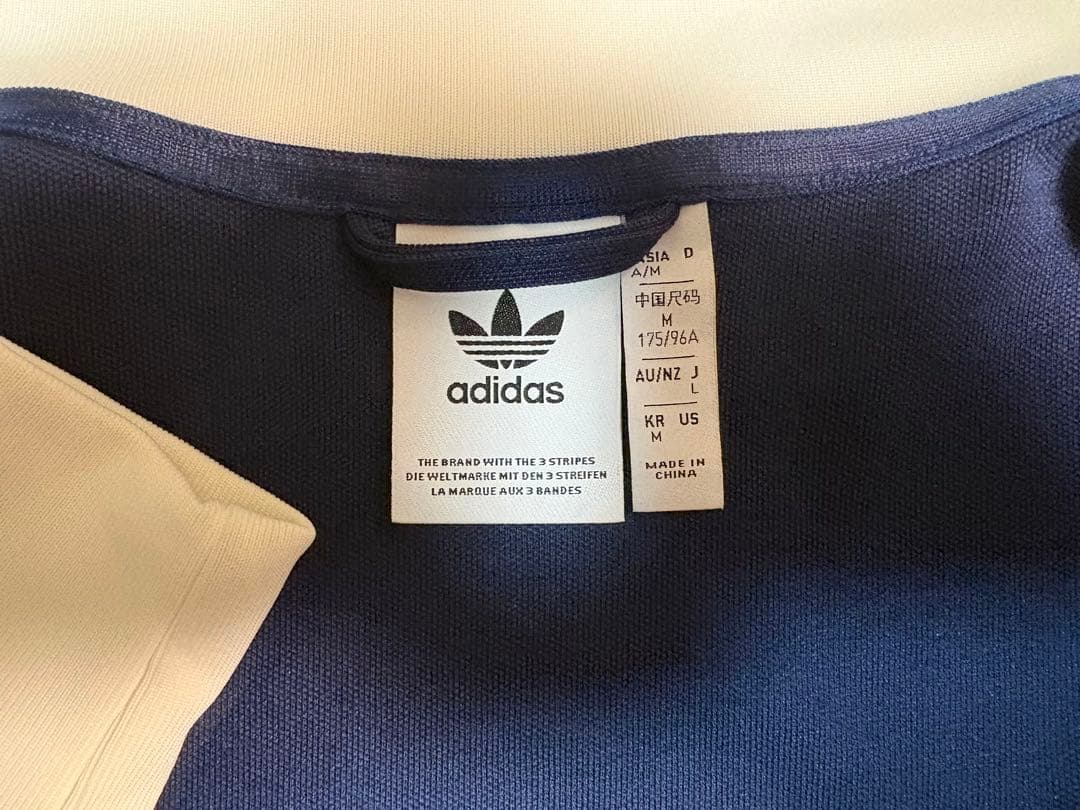 adidas
THE BRAND WITH THE 3 STRIPES
DIE WELTMARKE MIT DEN 3 STREIFEN
LA MARQUE AUX 3 BANDES
D
A/M
中国尺码
M
175/96A
AU/NZ J
L
KR US
M
MADE IN
CHINA